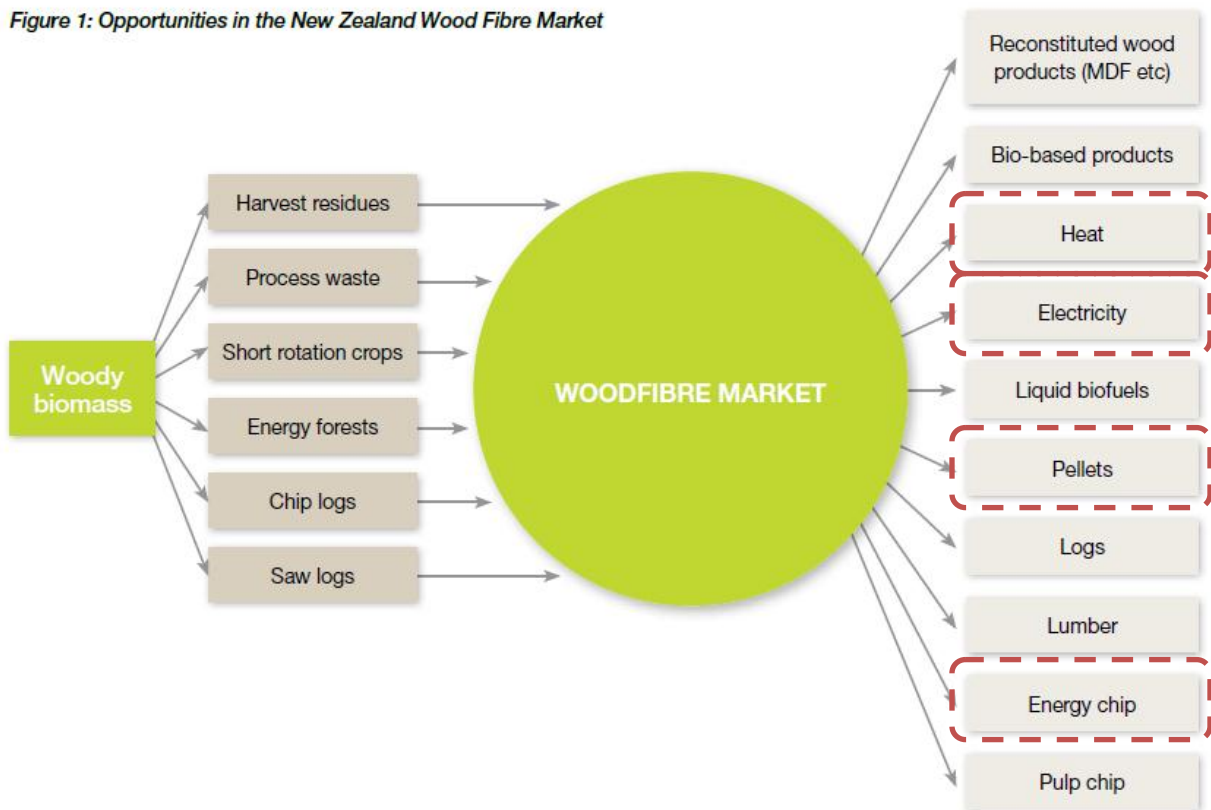 Figure 1: Opportunities in the New Zealand Wood Fibre Market
Woody
biomass
Harvest residues
Process waste
Short rotation crops
Energy forests
Chip logs
Saw logs
WOODFIBRE MARKET
Reconstituted wood
products (MDF etc)
Bio-based products
Heat
Electricity
Liquid biofuels
Pellets
Logs
Lumber
Energy chip
Pulp chip